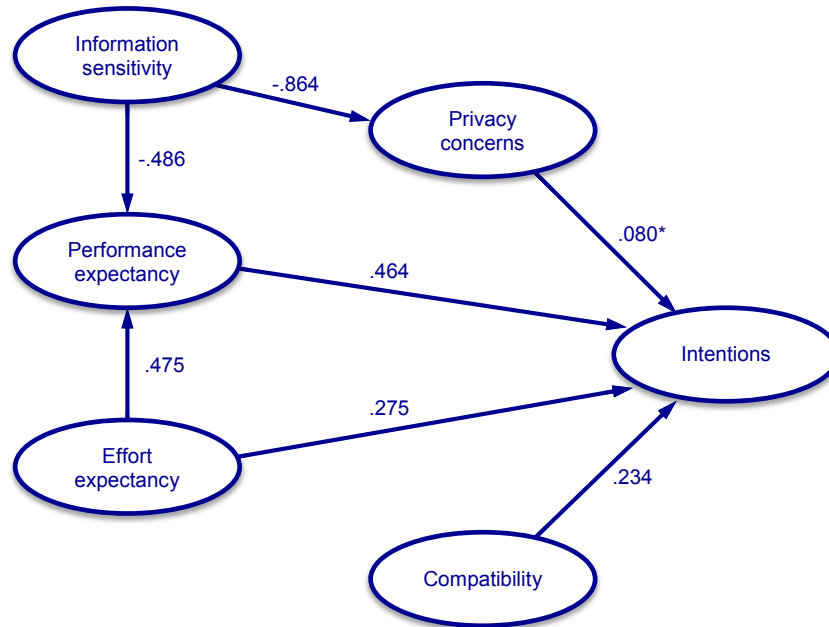 Information
sensitivity
-.864
Privacy
concerns
-.486
.080*
Performance
expectancy
.464
Intentions
.475
.275
Effort
expectancy
.234
Compatibility